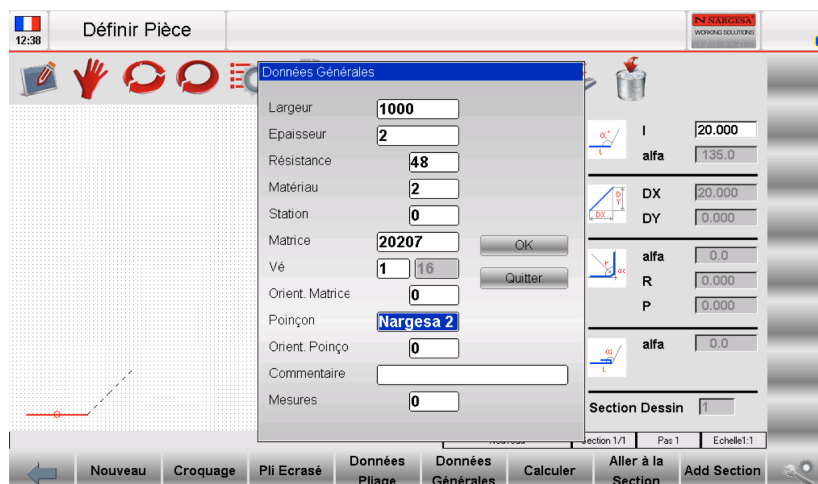 12:38
Définir Pièce
N NARGESA
WORKING SOLUTIONS
Données Générales
Largeur 1000
Epaisseur 2
Résistance 48
Matériau 2
Station 0
Matrice 20207
Vé 1 16
Orient. Matrice 0
Poinçon Nargesa 2
Orient. Poinço 0
Commentaire
Mesures 0
OK
Quitter
l 20.000
alfa 135.0
DX 20.000
DY 0.000
alfa 0.0
R 0.000
P 0.000
alfa 0.0
Section Dessin 1
Section 1/1 Pas 1 Echelle1:1
Nouveau
Croquage
Pli Ecrasé
Données Pliage
Données Générales
Calculer
Aller à la Section
Add Section